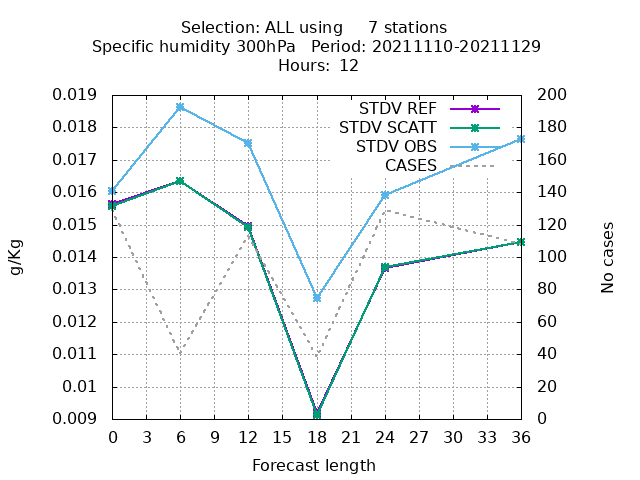 Selection: ALL using     7 stations
Specific humidity 300hPa   Period: 20211110-20211129
Hours: 12
STDV REF
STDV SCATT
STDV OBS
CASES
g/Kg
0.019
0.018
0.017
0.016
0.015
0.014
0.013
0.012
0.011
0.01
0.009
200
180
160
140
120
100
80
60
40
20
0
No cases
0 3 6 9 12 15 18 21 24 27 30 33 36
Forecast length